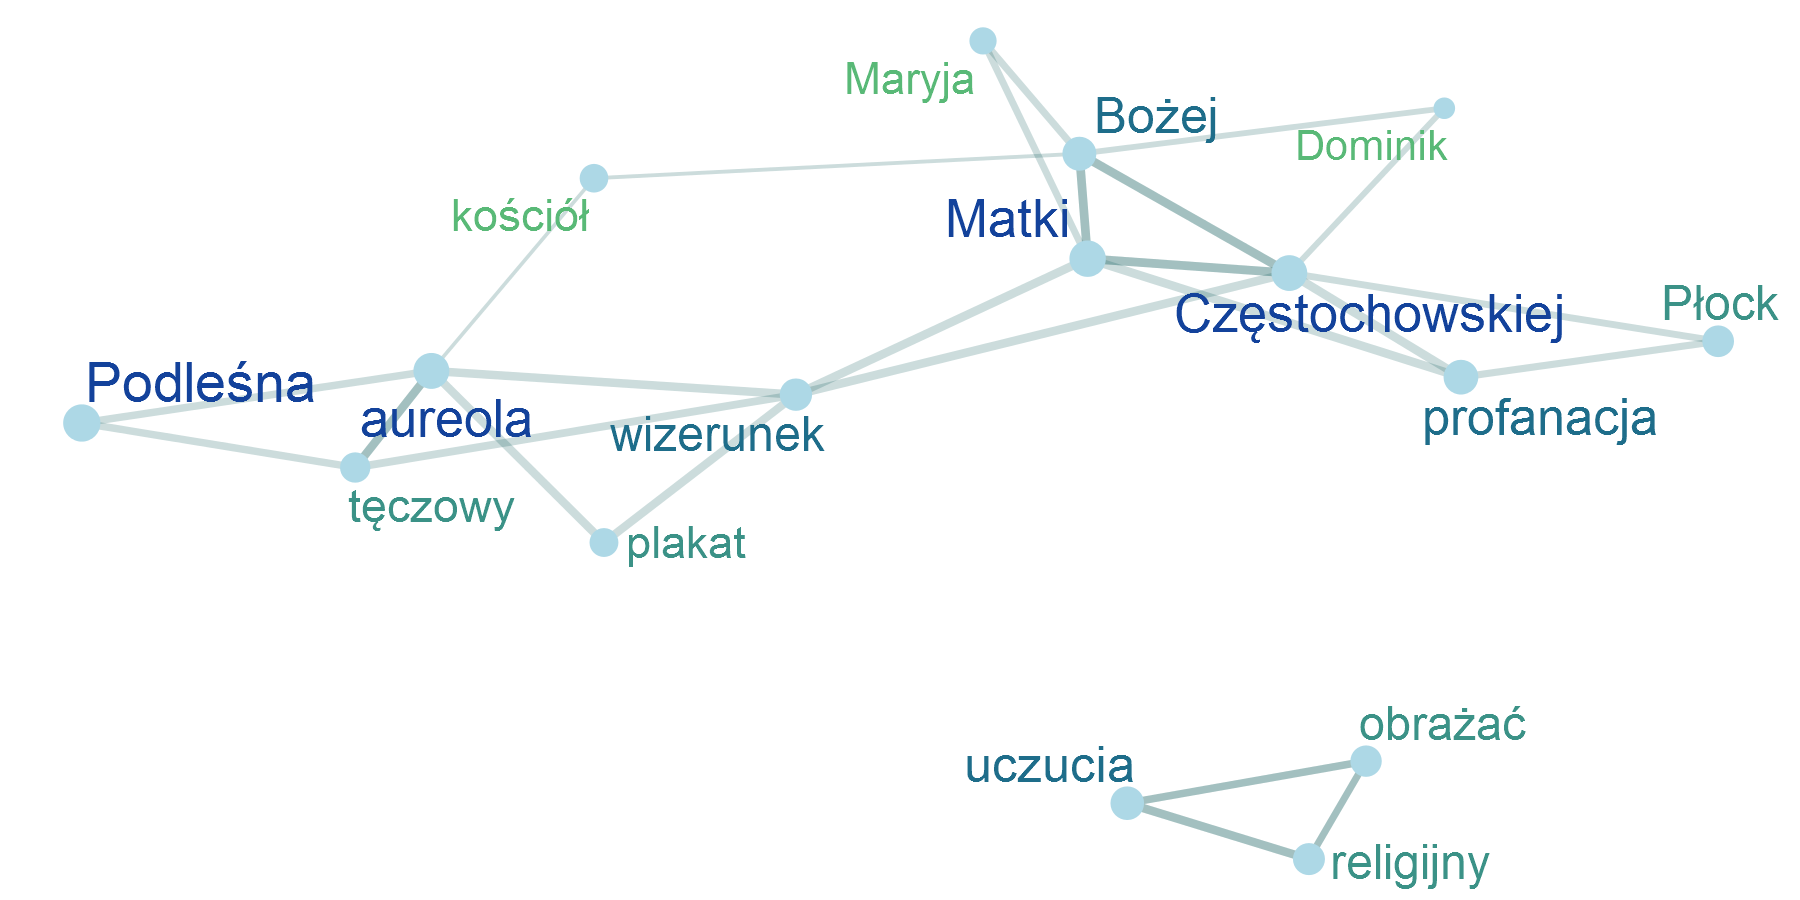 Maryja
Bożej
Dominik
kościół
Matki
Częstochowskiej
Płock
Podleśna
aureola
wizerunek
profanacja
tęczowy
plakat
obrażać
uczucia
religijny